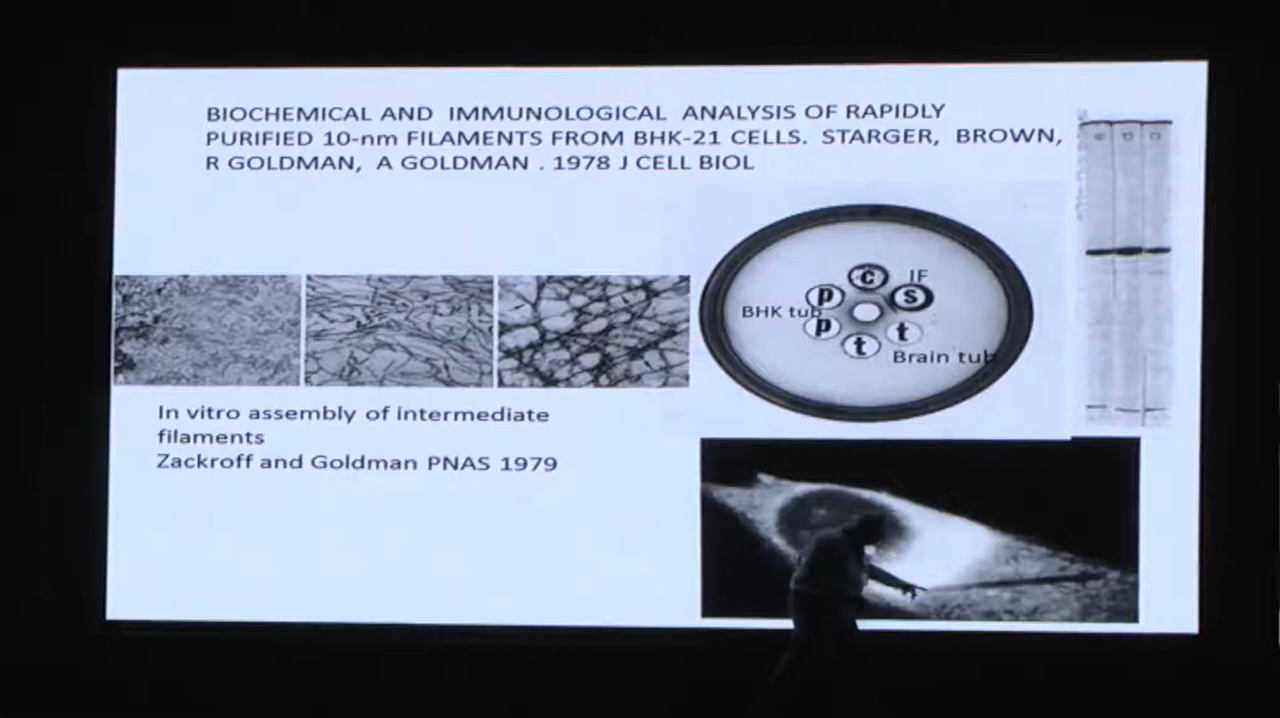 BIOCHEMICAL AND IMMUNOLOGICAL ANALYSIS OF RAPIDLY
PURIFIED 10-nm FILAMENTS FROM BHK-21 CELLS. STARGER, BROWN,
R GOLDMAN, A GOLDMAN . 1978 J CELL BIOL
c
IF
p
s
BHK tub
p
t
t
Brain tub
In vitro assembly of intermediate
filaments
Zackroff and Goldman PNAS 1979